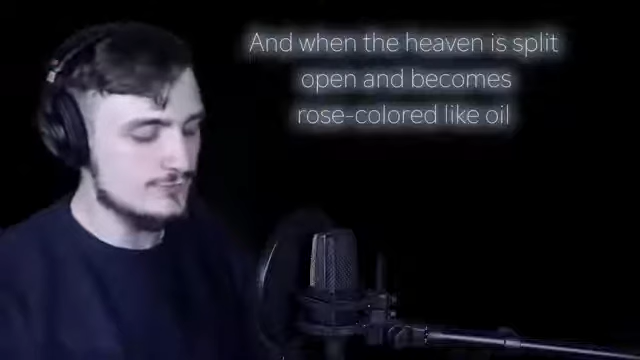 And when the heaven is split
open and becomes
rose-colored like oil